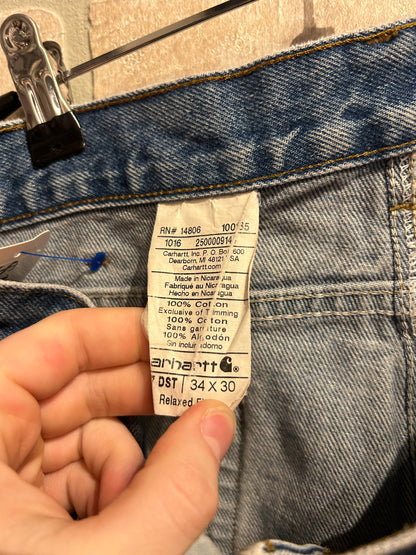 RN# 14806 100135
1016 250000914
Carhartt, Inc. P.O. Box 600
Dearborn, MI 48121 USA
Carhartt.com
Made in Nicaragua
Fabriqué au Nicaragua
Hecho en Nicaragua
100% Cotton
Exclusive of Trimming
100% Coton
Sans garniture
100% Algodón
Sin incluir adorno
arhartt
DST 34 X 30
Relaxed